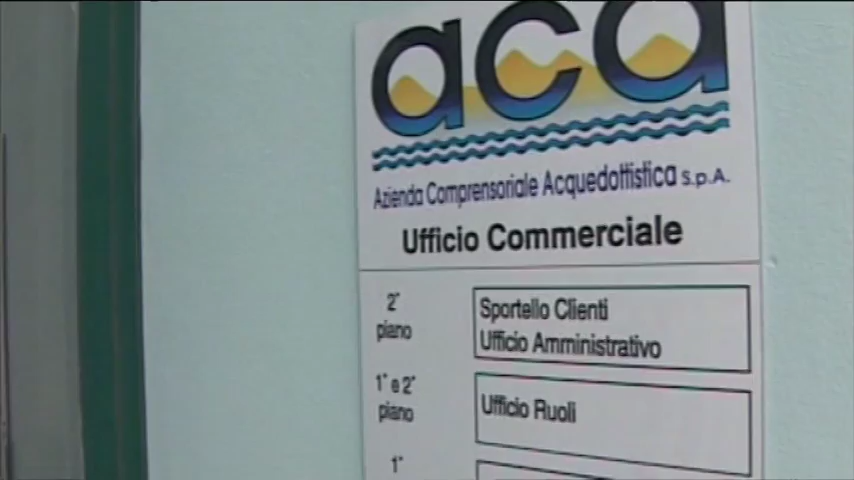 aca
Azienda Comprensoriale Acquedottistica S.p.A.
Ufficio Commerciale
2°
piano
Sportello Clienti
Ufficio Amministrativo
1° e 2°
piano
Ufficio Ruoli
1°